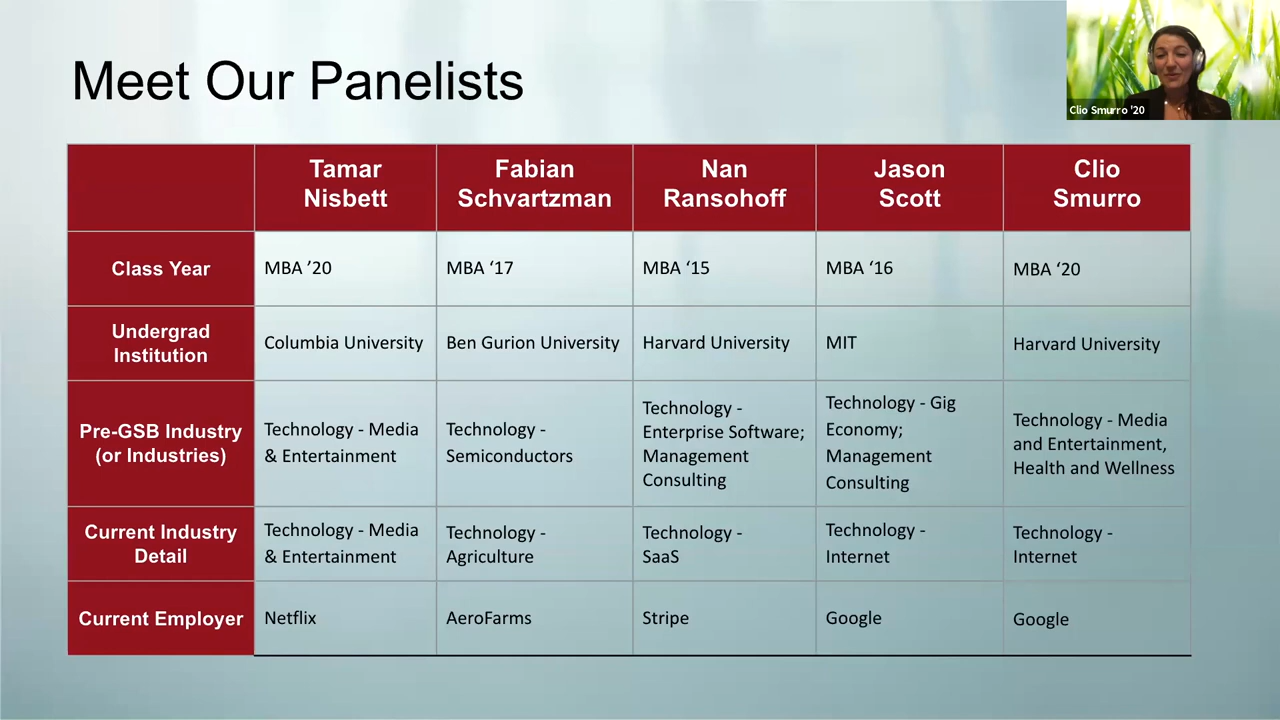 Meet Our Panelists
Clio Smurro '20
Tamar
Nisbett
Fabian
Schvartzman
Nan
Ransohoff
Jason
Scott
Clio
Smurro
Class Year
MBA ’20
MBA ‘17
MBA ‘15
MBA ‘16
MBA ‘20
Undergrad
Institution
Columbia University
Ben Gurion University
Harvard University
MIT
Harvard University
Pre-GSB Industry
(or Industries)
Technology - Media
& Entertainment
Technology -
Semiconductors
Technology -
Enterprise Software;
Management
Consulting
Technology - Gig
Economy;
Management
Consulting
Technology - Media
and Entertainment,
Health and Wellness
Current Industry
Detail
Technology - Media
& Entertainment
Technology -
Agriculture
Technology -
SaaS
Technology -
Internet
Technology -
Internet
Current Employer
Netflix
AeroFarms
Stripe
Google
Google